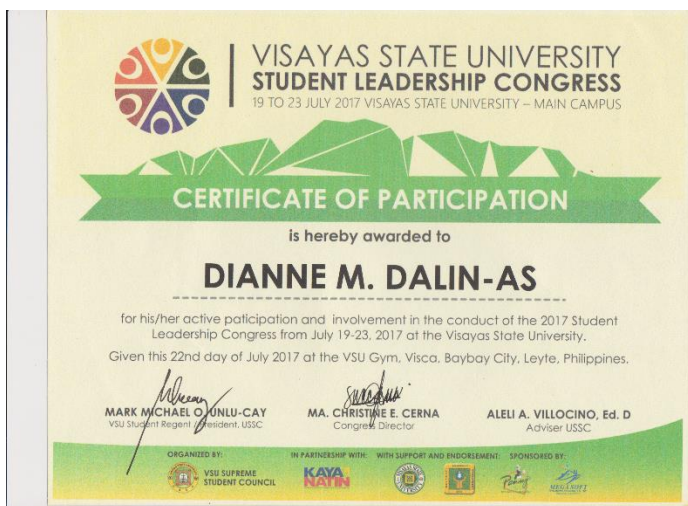 VISAYAS STATE UNIVERSITY
STUDENT LEADERSHIP CONGRESS
19 TO 23 JULY 2017 VISAYAS STATE UNIVERSITY – MAIN CAMPUS
CERTIFICATE OF PARTICIPATION
is hereby awarded to
DIANNE M. DALIN-AS
for his/her active paticipation and involvement in the conduct of the 2017 Student
Leadership Congress from July 19-23, 2017 at the Visayas State University.
Given this 22nd day of July 2017 at the VSU Gym, Visca, Baybay City, Leyte, Philippines.
MARK MICHAEL O. UNLU-CAY
VSU Student Regent / President, USSC
MA. CHRISTINE E. CERNA
Congress Director
ALELI A. VILLOCINO, Ed. D
Adviser USSC
ORGANIZED BY: IN PARTNERSHIP WITH: WITH SUPPORT AND ENDORSEMENT: SPONSORED BY:
VSU SUPREME
STUDENT COUNCIL
KAYA
NATIN
MEGA SOFT